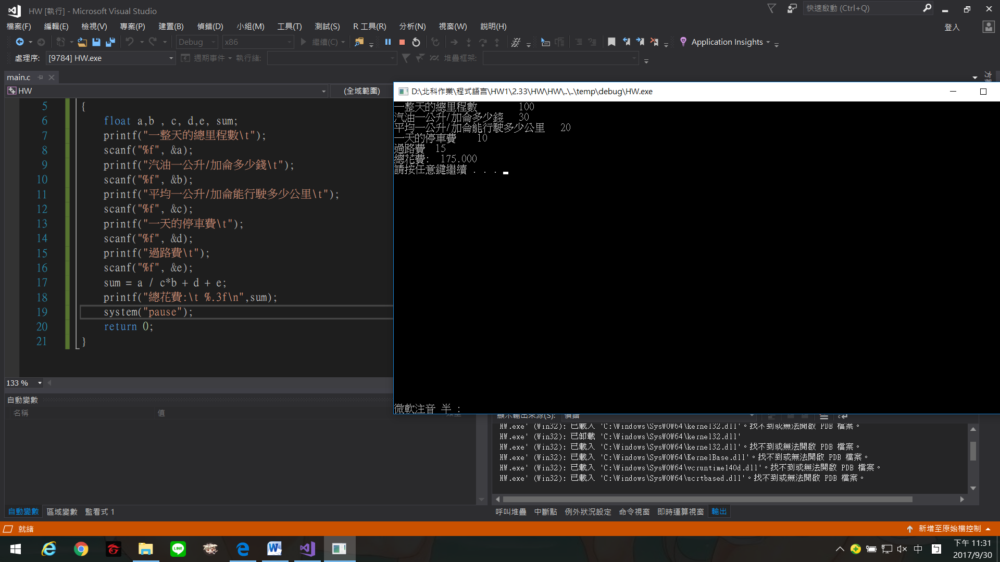 HW [執行] - Microsoft Visual Studio
快速啟動 (Ctrl+Q)
檔案(F) 編輯(E) 檢視(V) 專案(P) 建置(B) 偵錯(D) 小組(M) 工具(T) 測試(S) R 工具(R) 分析(N) 視窗(W) 說明(H)
登入
Debug x86 繼續(C) Application Insights
處理序: [9784] HW.exe 週期事件 執行緒: 堆疊框架:
main.c
HW (全域範圍)
5 {
6 float a,b , c, d,e, sum;
7 printf("一整天的總里程數\t");
8 scanf("%f", &a);
9 printf("汽油一公升/加侖多少錢\t");
10 scanf("%f", &b);
11 printf("平均一公升/加侖能行駛多少公里\t");
12 scanf("%f", &c);
13 printf("一天的停車費\t");
14 scanf("%f", &d);
15 printf("過路費\t");
16 scanf("%f", &e);
17 sum = a / c*b + d + e;
18 printf("總花費:\t %.3f\n",sum);
19 system("pause");
20 return 0;
21 }
133 %
D:\北科作業\程式語言\HW1\2.33\HW\HW\..\..\temp\debug\HW.exe
一整天的總里程數 100
汽油一公升/加侖多少錢 30
平均一公升/加侖能行駛多少公里 20
一天的停車費 10
過路費 15
總花費: 175.000
請按任意鍵繼續 . . .
微軟注音 半 :
自動變數
名稱 值 類型
自動變數 區域變數 監看式 1
顯示輸出來源(S): 偵錯
HW.exe' (Win32): 已載入 'C:\Windows\SysWOW64\kernel32.dll'。找不到或無法開啟 PDB 檔案。
HW.exe' (Win32): 已卸載 'C:\Windows\SysWOW64\kernel32.dll'
HW.exe' (Win32): 已載入 'C:\Windows\SysWOW64\kernel32.dll'。找不到或無法開啟 PDB 檔案。
HW.exe' (Win32): 已載入 'C:\Windows\SysWOW64\KernelBase.dll'。找不到或無法開啟 PDB 檔案。
HW.exe' (Win32): 已載入 'C:\Windows\SysWOW64\vcruntime140d.dll'。找不到或無法開啟 PDB 檔案。
HW.exe' (Win32): 已載入 'C:\Windows\SysWOW64\ucrtbased.dll'。找不到或無法開啟 PDB 檔案。
呼叫堆疊 中斷點 例外狀況設定 命令視窗 即時運算視窗 輸出
就緒
新增至原始檔控制
LINE
中 ㄅ
下午 11:31
2017/9/30